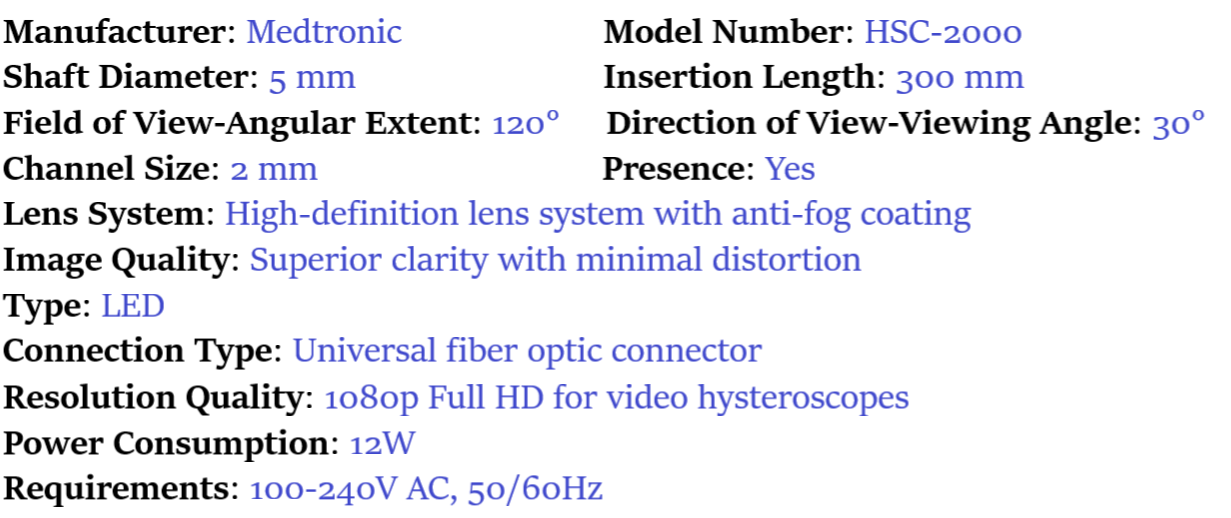 Manufacturer: Medtronic Model Number: HSC-2000
Shaft Diameter: 5 mm Insertion Length: 300 mm
Field of View-Angular Extent: 120° Direction of View-Viewing Angle: 30°
Channel Size: 2 mm Presence: Yes
Lens System: High-definition lens system with anti-fog coating
Image Quality: Superior clarity with minimal distortion
Type: LED
Connection Type: Universal fiber optic connector
Resolution Quality: 1080p Full HD for video hysteroscopes
Power Consumption: 12W
Requirements: 100-240V AC, 50/60Hz